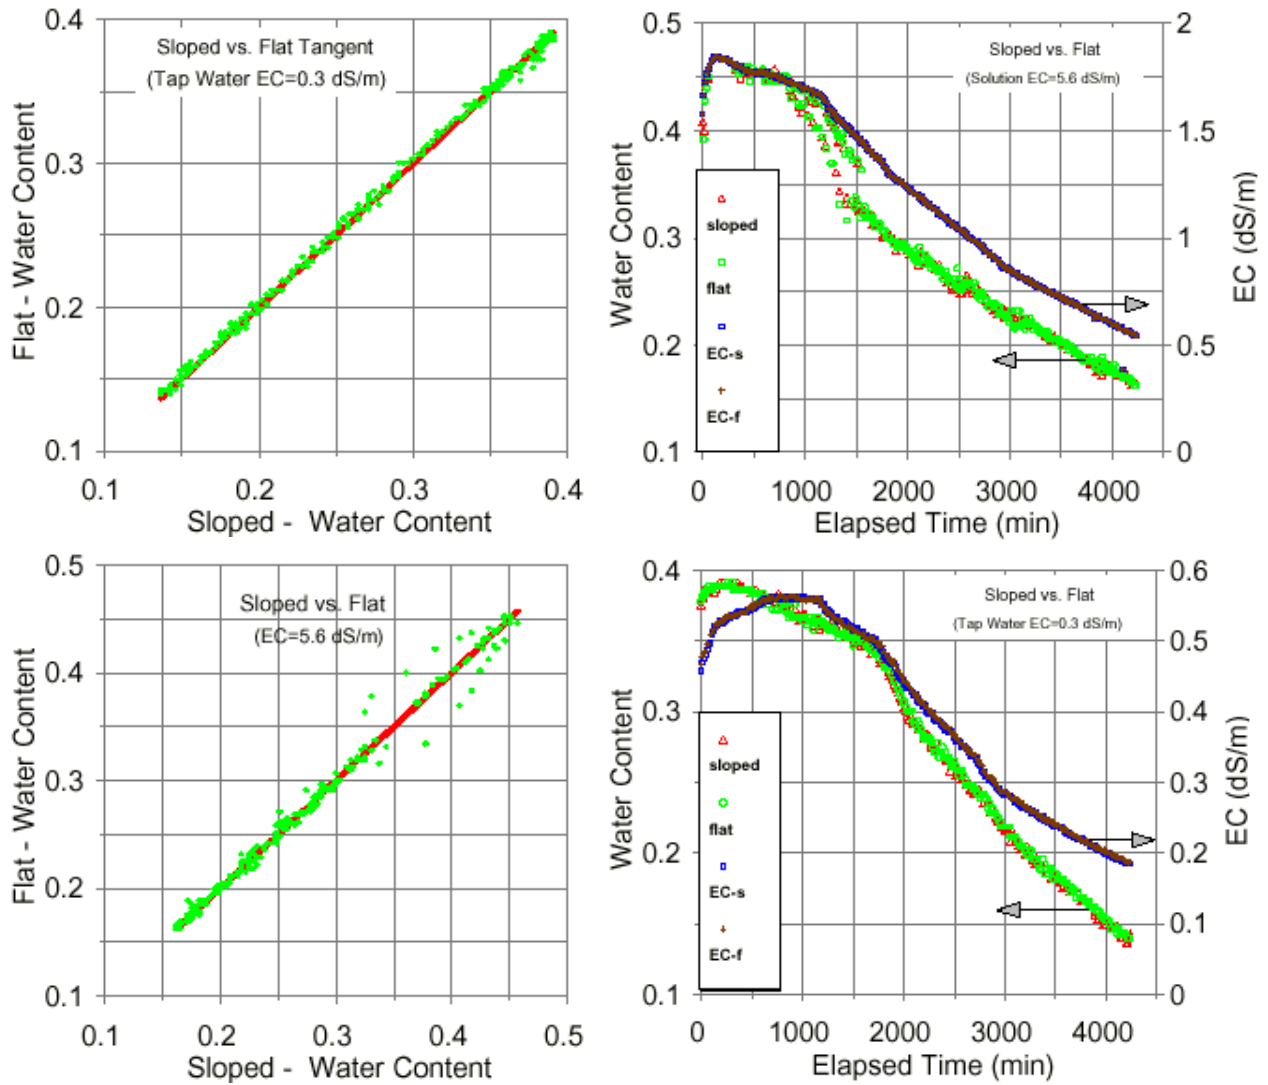 0.4
0.3
0.2
0.1
Flat - Water Content
Sloped vs. Flat Tangent
(Tap Water EC=0.3 dS/m)
0.1
0.2
0.3
0.4
Sloped - Water Content
0.5
0.4
0.3
0.2
0.1
Water Content
Sloped vs. Flat
(Solution EC=5.6 dS/m)
sloped
flat
EC-s
EC-f
2
1.5
1
0.5
0
EC (dS/m)
0
1000
2000
3000
4000
Elapsed Time (min)
0.5
0.4
0.3
0.2
0.1
Flat - Water Content
Sloped vs. Flat
(EC=5.6 dS/m)
0.1
0.2
0.3
0.4
0.5
Sloped - Water Content
0.4
0.3
0.2
0.1
Water Content
Sloped vs. Flat
(Tap Water EC=0.3 dS/m)
sloped
flat
EC-s
EC-f
0.6
0.5
0.4
0.3
0.2
0.1
0
EC (dS/m)
0
1000
2000
3000
4000
Elapsed Time (min)